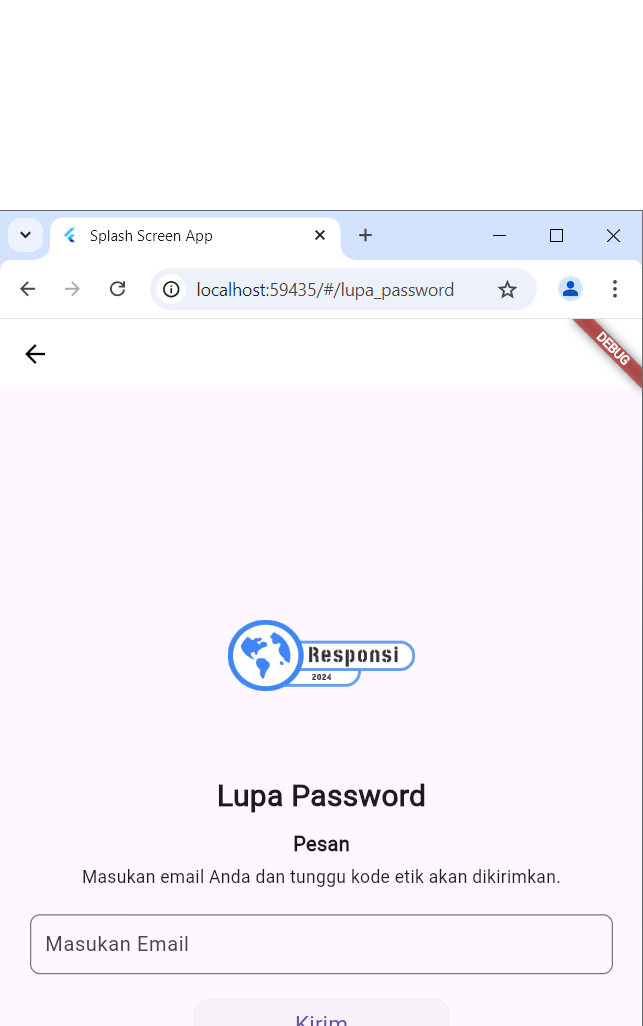 Splash Screen App
localhost:59435/#/lupa_password
DEBUG
Responsi
2024
Lupa Password
Pesan
Masukan email Anda dan tunggu kode etik akan dikirimkan.
Masukan Email
Kirim